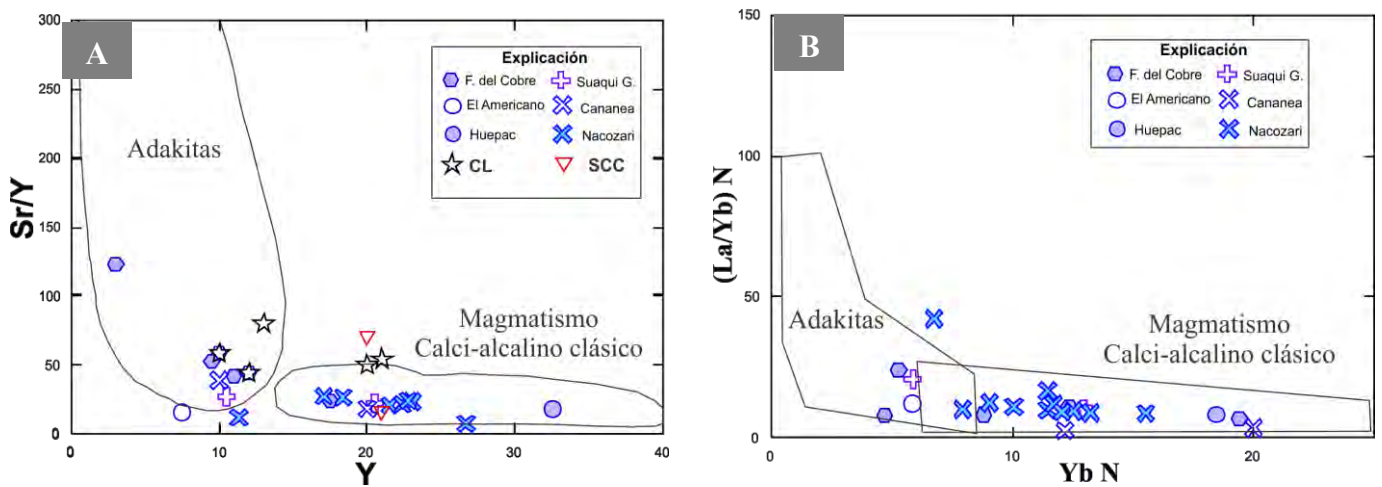 A
Sr/Y
300
250
200
150
100
50
0
0 10 20 30 40
Y
Adakitas
Magmatismo
Calci-alcalino clásico
Explicación
F. del Cobre Suaqui G.
El Americano Cananea
Huepac Nacozari
CL SCC
B
(La/Yb) N
150
100
50
0
0 10 20
Yb N
Adakitas
Magmatismo
Calci-alcalino clásico
Explicación
F. del Cobre Suaqui G.
El Americano Cananea
Huepac Nacozari